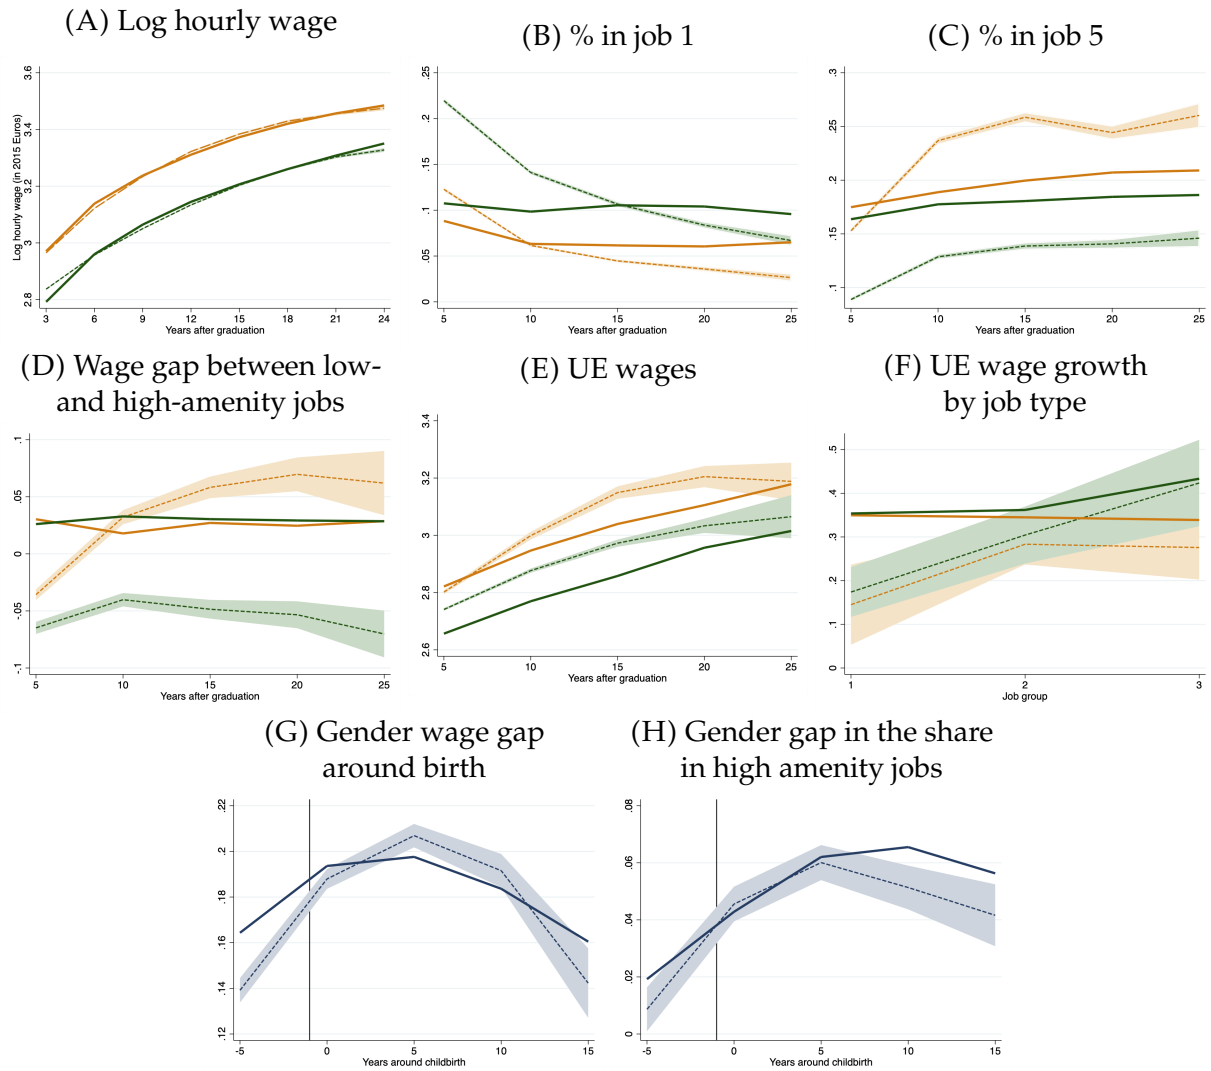 (A) Log hourly wage
Log hourly wage (in 2015 Euros)
3.6
3.4
3.2
3
2.8
3 6 9 12 15 18 21 24
Years after graduation
(B) % in job 1
.25
.2
.15
.1
.05
0
5 10 15 20 25
Years after graduation
(C) % in job 5
.3
.25
.2
.15
.1
5 10 15 20 25
Years after graduation
(D) Wage gap between low-
and high-amenity jobs
.1
.05
0
-.05
-.1
5 10 15 20 25
Years after graduation
(E) UE wages
3.4
3.2
3
2.8
2.6
5 10 15 20 25
Years after graduation
(F) UE wage growth
by job type
.5
.4
.3
.2
.1
0
1 2 3
Job group
(G) Gender wage gap
around birth
.22
.2
.18
.16
.14
.12
-5 0 5 10 15
Years around childbirth
(H) Gender gap in the share
in high amenity jobs
.08
.06
.04
.02
0
-5 0 5 10 15
Years around childbirth